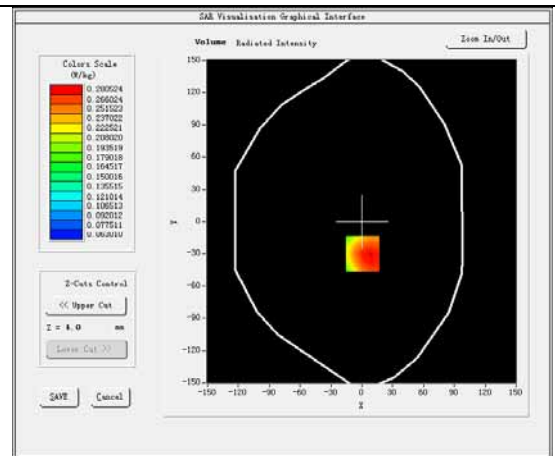 SAR Visualisation Graphical Interface
Volume Radiated Intensity
Zoom In/Out
Colors Scale
(W/kg)
0.280524
0.266024
0.251523
0.237022
0.222521
0.208020
0.193519
0.179018
0.164517
0.150016
0.135515
0.121014
0.106513
0.092012
0.077511
0.063010
150
120
90
60
30
0
-30
-60
-90
-120
-150
Y
-150 -120 -90 -60 -30 0 30 60 90 120 150
X
Z-Cuts Control
<< Upper Cut
Z = 4.0 mm
Lower Cut >>
SAVE Cancel